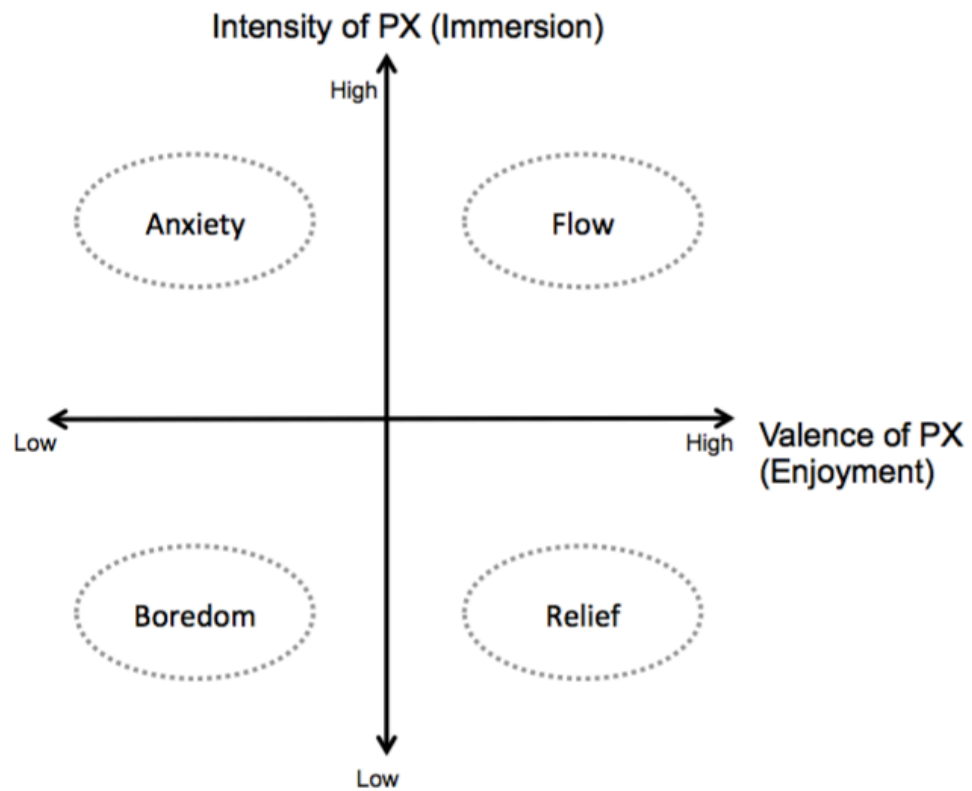 Intensity of PX (Immersion)
High
Anxiety
Flow
Low
High
Valence of PX
(Enjoyment)
Boredom
Relief
Low